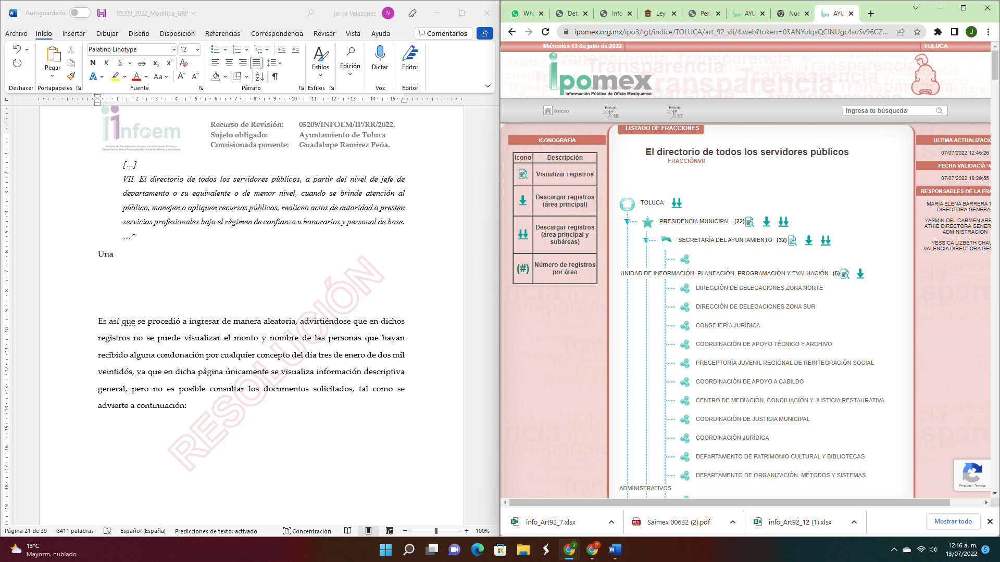 Autoguardado
05209_2022_Modifica_GRP
jorge Velazquez
JV
Archivo
Inicio
Insertar
Dibujar
Diseño
Disposición
Referencias
Correspondencia
Revisar
Vista
Ayuda
Comentarios
Pegar
Palatino Linotype
12
N
K
S
ab
Aa
Estilos
Edición
Dictar
Editor
Deshacer
Portapapeles
Fuente
Párrafo
Estilos
Voz
Editor
infoem
Instituto de Transparencia, Acceso a la Información Pública y
Protección de Datos Personales del Estado de México y Municipios
Recurso de Revisión: 05209/INFOEM/IP/RR/2022.
Sujeto obligado: Ayuntamiento de Toluca
Comisionada ponente: Guadalupe Ramírez Peña.
[…]
VII. El directorio de todos los servidores públicos, a partir del nivel de jefe de
departamento o su equivalente o de menor nivel, cuando se brinde atención al
público, manejen o apliquen recursos públicos, realicen actos de autoridad o presten
servicios profesionales bajo el régimen de confianza u honorarios y personal de base.
…"
Una
Es así que se procedió a ingresar de manera aleatoria, advirtiéndose que en dichos
registros no se puede visualizar el monto y nombre de las personas que hayan
recibido alguna condonación por cualquier concepto del día tres de enero de dos mil
veintidós, ya que en dicha página únicamente se visualiza información descriptiva
general, pero no es posible consultar los documentos solicitados, tal como se
advierte a continuación:
RESOLUCIÓN
Página 21 de 39
8411 palabras
Español (España)
Predicciones de texto: activado
Concentración
100%
Wha
Det
Info
Ley
Peri
AYU
Nue
AYU
ipomex.org.mx/ipo3/lgt/indice/TOLUCA/art_92_vii/4.web?token=03ANYolqsQCINUgc4suSv96CZ...
J
Miércoles 13 de julio de 2022
TOLUCA
ipomex
Información Pública de Oficio Mexiquense
Transparencia
Inicio
Fracc.
2014/2015
Fracc.
2015/2017
Ingresa tu búsqueda
LISTADO DE FRACCIONES
ICONOGRAFÍA
Icono Descripción
Visualizar registros
Descargar registros
(área principal)
Descargar registros
(área principal y
subáreas)
(#) Número de registros
por área
El directorio de todos los servidores públicos
FRACCIÓNVII
TOLUCA
PRESIDENCIA MUNICIPAL (22)
SECRETARÍA DEL AYUNTAMIENTO (32)
UNIDAD DE INFORMACIÓN, PLANEACIÓN, PROGRAMACIÓN Y EVALUACIÓN (5)
DIRECCIÓN DE DELEGACIONES ZONA NORTE
DIRECCIÓN DE DELEGACIONES ZONA SUR
CONSEJERÍA JURÍDICA
COORDINACIÓN DE APOYO TÉCNICO Y ARCHIVO
PRECEPTORÍA JUVENIL REGIONAL DE REINTEGRACIÓN SOCIAL
COORDINACIÓN DE APOYO A CABILDO
CENTRO DE MEDIACIÓN, CONCILIACIÓN Y JUSTICIA RESTAURATIVA
COORDINACIÓN DE JUSTICIA MUNICIPAL
COORDINACIÓN JURÍDICA
DEPARTAMENTO DE PATRIMONIO CULTURAL Y BIBLIOTECAS
DEPARTAMENTO DE ORGANIZACIÓN, MÉTODOS Y SISTEMAS
ADMINISTRATIVOS
ULTIMA ACTUALIZACIÓ
07/07/2022 12:45:26
FECHA VALIDACIÃ“N
07/07/2022 18:29:55
RESPONSABLES DE LA FRA
MARIA ELENA BARRERA T
DIRECTORA GENERA
YASMIN DEL CARMEN ARE
ATHIE DIRECTORA GENER
ADMINISTRACION
YESSICA LIZBETH CHAV
VALENCIA DIRECTORA GEN
Privacidad - Términos
info_Art92_7.xlsx
Saimex 00632 (2).pdf
info_Art92_12 (1).xlsx
Mostrar todo
13°C
Mayorm. nublado
12:16 a. m.
13/07/2022
5